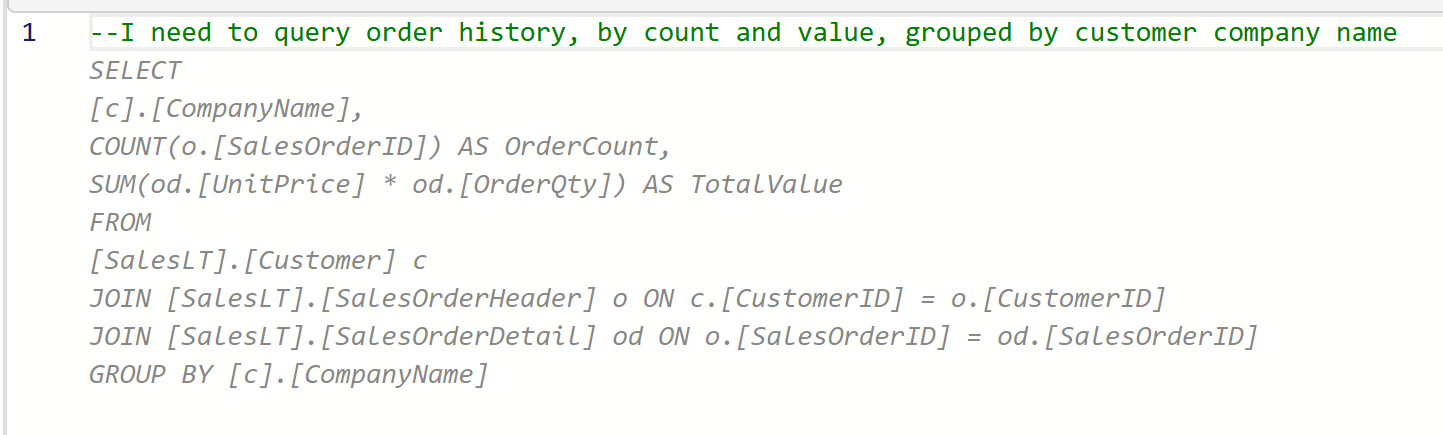 1 --I need to query order history, by count and value, grouped by customer company name
SELECT
[c].[CompanyName],
COUNT(o.[SalesOrderID]) AS OrderCount,
SUM(od.[UnitPrice] * od.[OrderQty]) AS TotalValue
FROM
[SalesLT].[Customer] c
JOIN [SalesLT].[SalesOrderHeader] o ON c.[CustomerID] = o.[CustomerID]
JOIN [SalesLT].[SalesOrderDetail] od ON o.[SalesOrderID] = od.[SalesOrderID]
GROUP BY [c].[CompanyName]